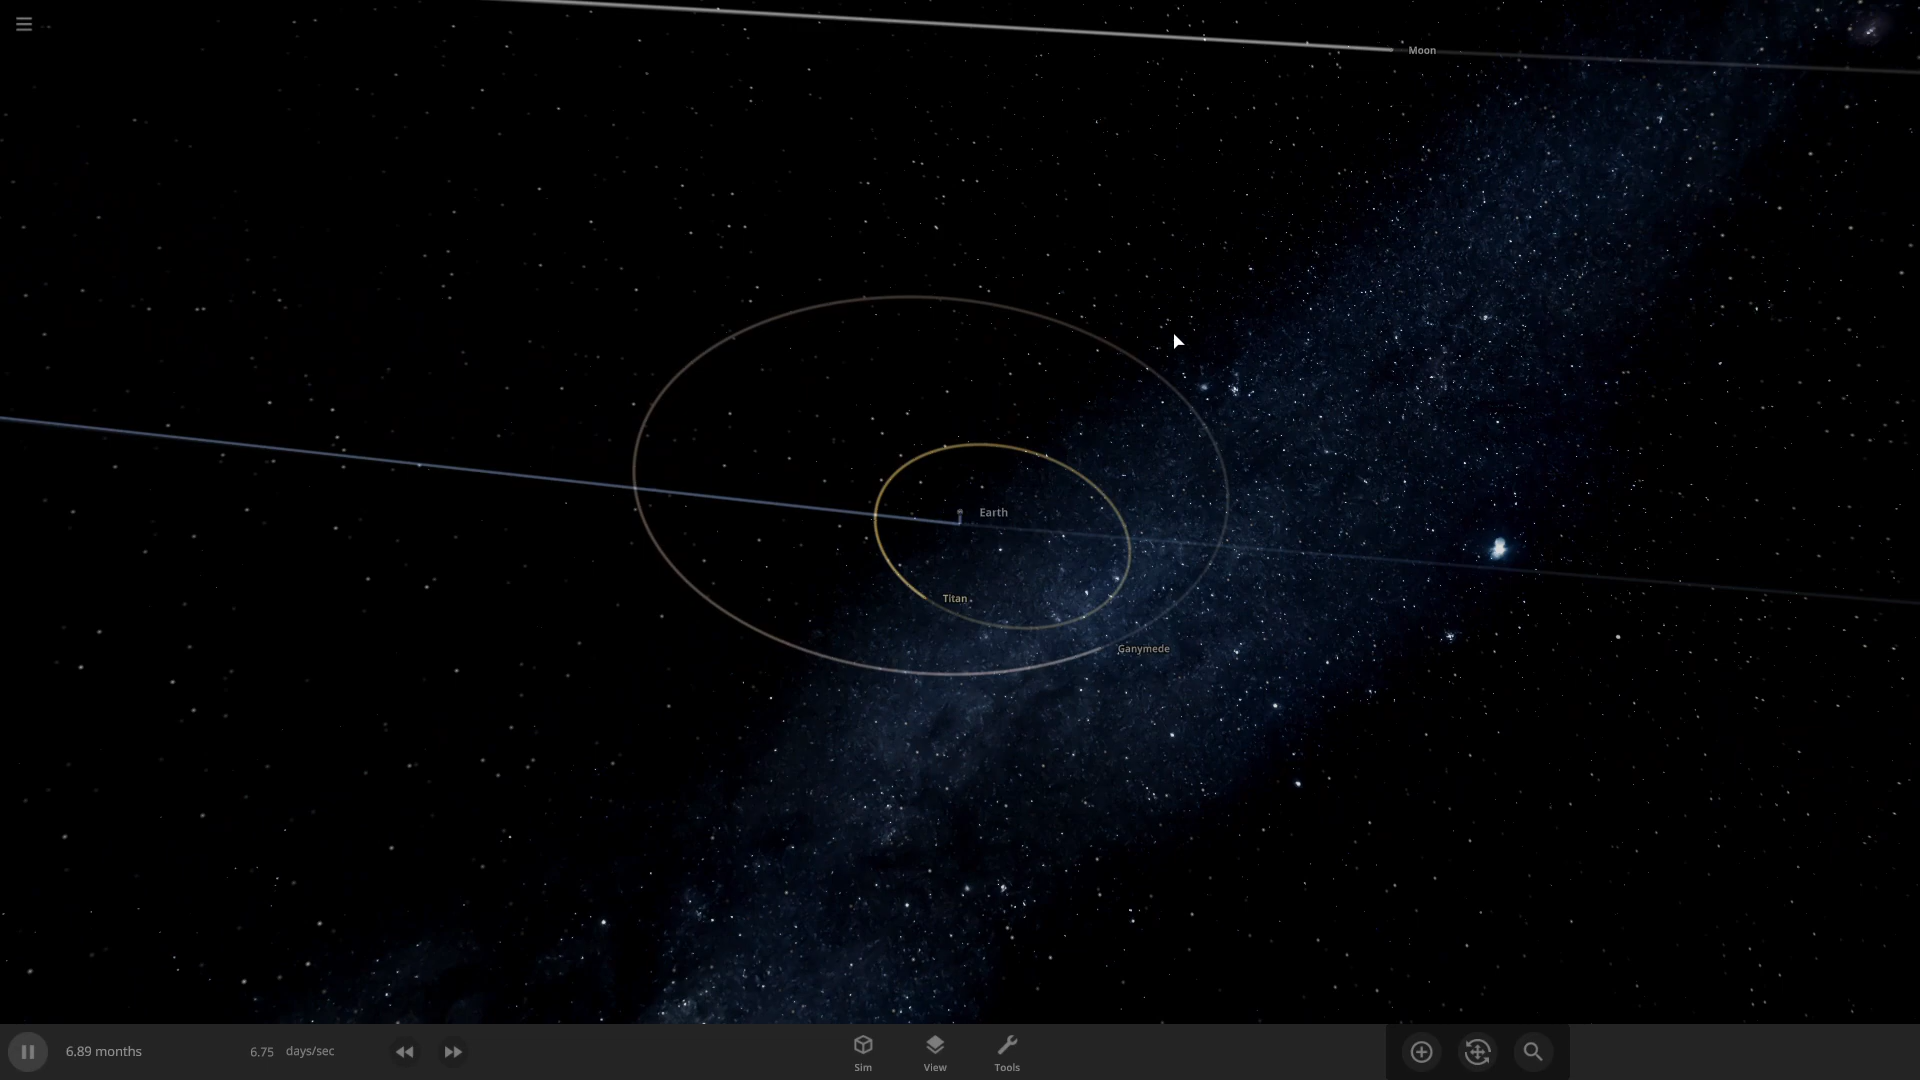 Moon
Earth
Titan
Ganymede
6.89 months
6.75 days/sec
Sim
View
Tools